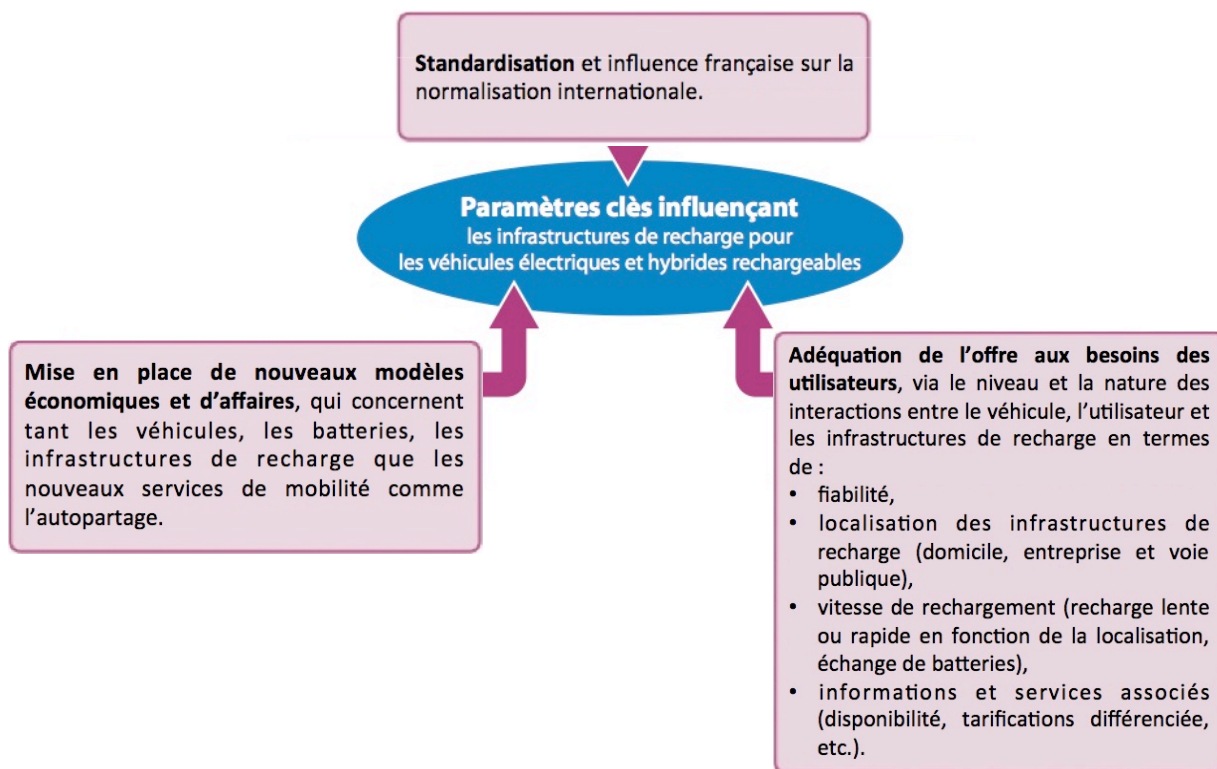 Standardisation et influence française sur la
normalisation internationale.
Paramètres clès influençant
les infrastructures de recharge pour
les véhicules électriques et hybrides rechargeables
Mise en place de nouveaux modèles
économiques et d’affaires, qui concernent
tant les véhicules, les batteries, les
infrastructures de recharge que les
nouveaux services de mobilité comme
l’autopartage.
Adéquation de l’offre aux besoins des
utilisateurs, via le niveau et la nature des
interactions entre le véhicule, l’utilisateur et
les infrastructures de recharge en termes
de :
• fiabilité,
• localisation des infrastructures de
recharge (domicile, entreprise et voie
publique),
• vitesse de rechargement (recharge lente
ou rapide en fonction de la localisation,
échange de batteries),
• informations et services associés
(disponibilité, tarifications différenciée,
etc.).